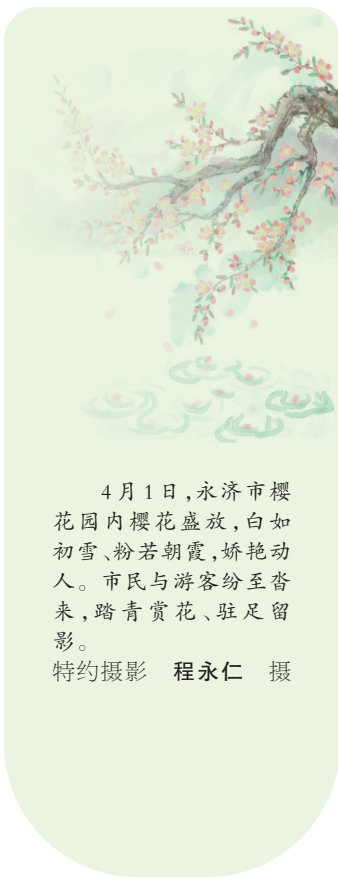 4月1日,永济市樱
花园内樱花盛放,白如
初雪、粉若朝霞,娇艳动
人。市民与游客纷至沓
来,踏青赏花、驻足留
影。
特约摄影 程永仁 摄